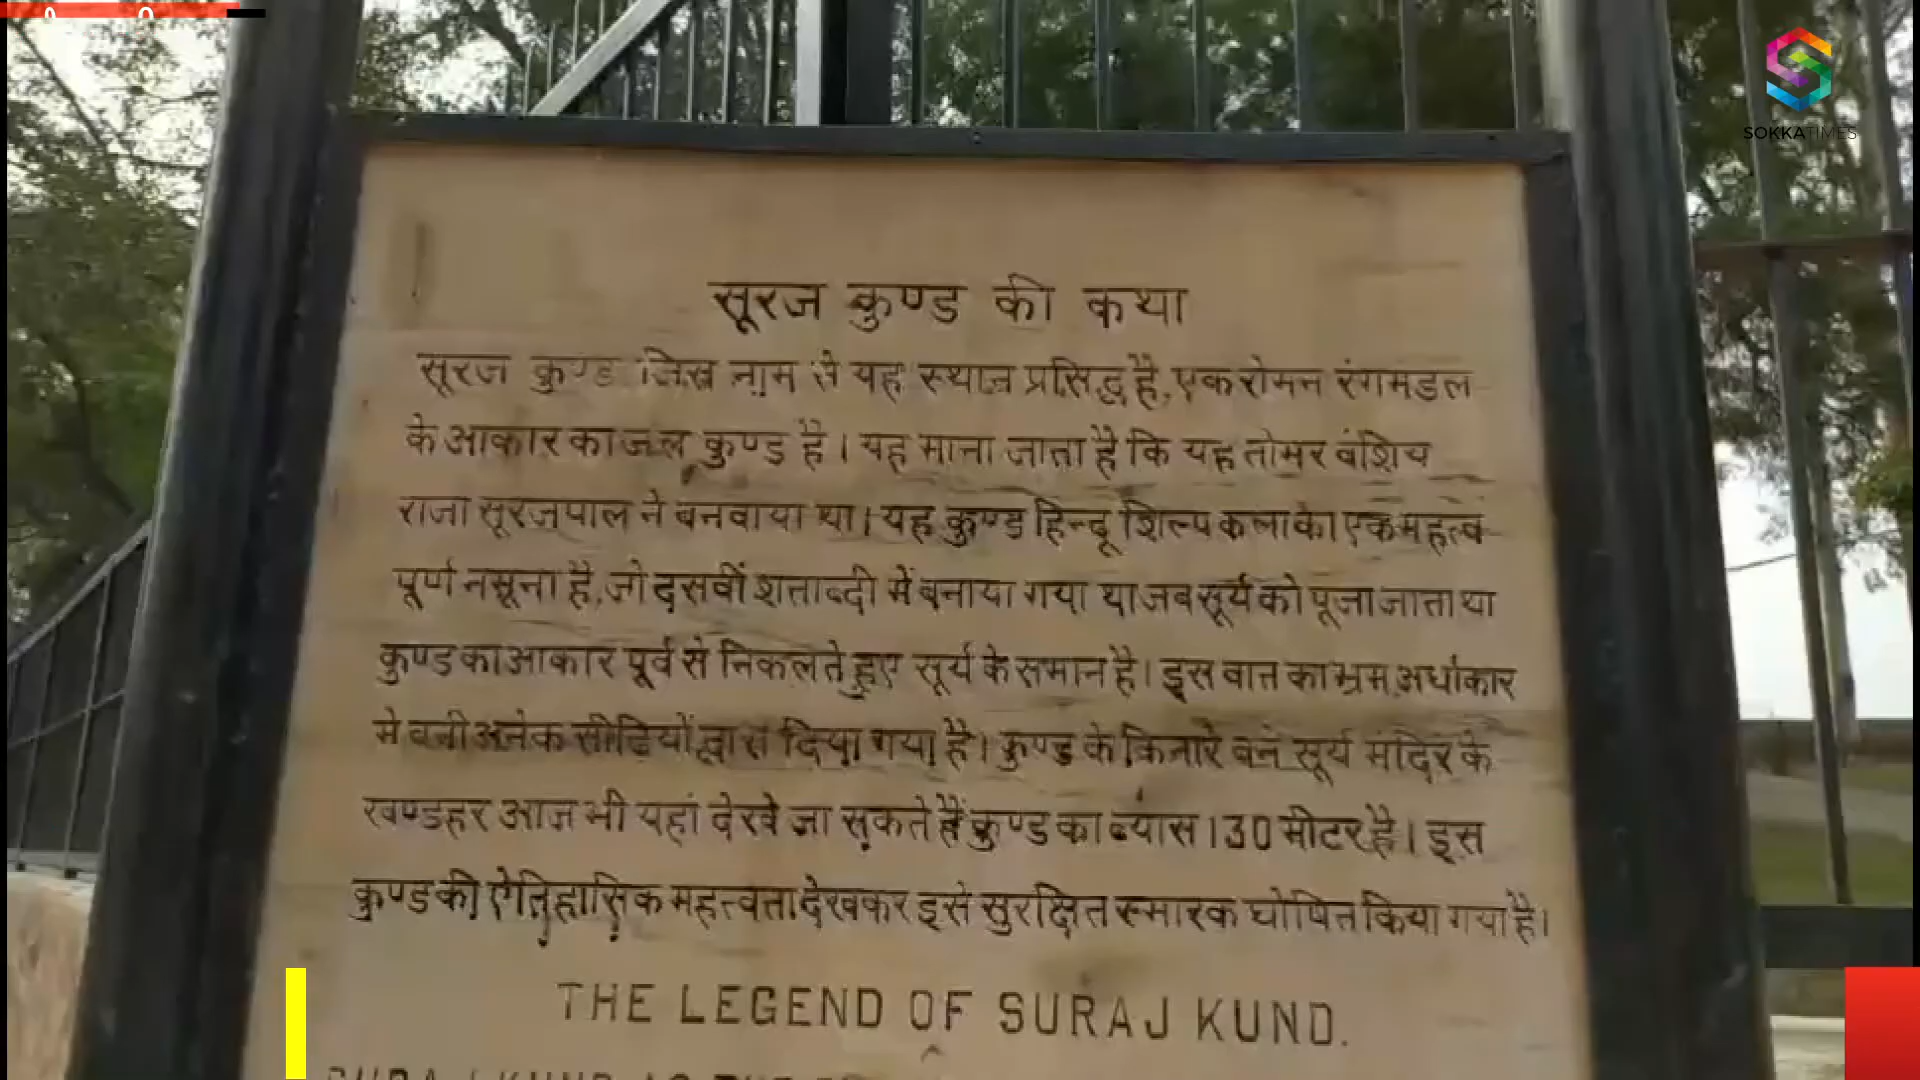 SOKKATIMES
सूरज कुण्ड की कथा
सूरज कुण्ड जिस नाम से यह स्थान प्रसिद्ध है, एक रोमन रंगमडल
के आकार का जल कुण्ड है। यह माना जाता है कि यह तोमर वंशिय
राजा सूरजपाल ने बनवाया था। यह कुण्ड हिन्दू शिल्पकला का एक महत्व
पूर्ण नमूना है, जो दसवीं शताब्दी में बनाया गया था जब सूर्य को पूजा जाता था
कुण्ड का आकार पूर्व से निकलते हुए सूर्य के समान है। इस बात का भ्रम अर्धाकार
मे बनी अनेक सीढियों द्वारा दिया गया है। कुण्ड के किनारे बने सूर्य मंदिर के
खण्डहर आज भी यहां देखे जा सकते हैं कुण्ड का व्यास 130 मीटर है। इस
कुण्ड की ऐतिहासिक महत्वता देखकर इसे सुरक्षित स्मारक घोषित किया गया है।
THE LEGEND OF SURAJ KUND.